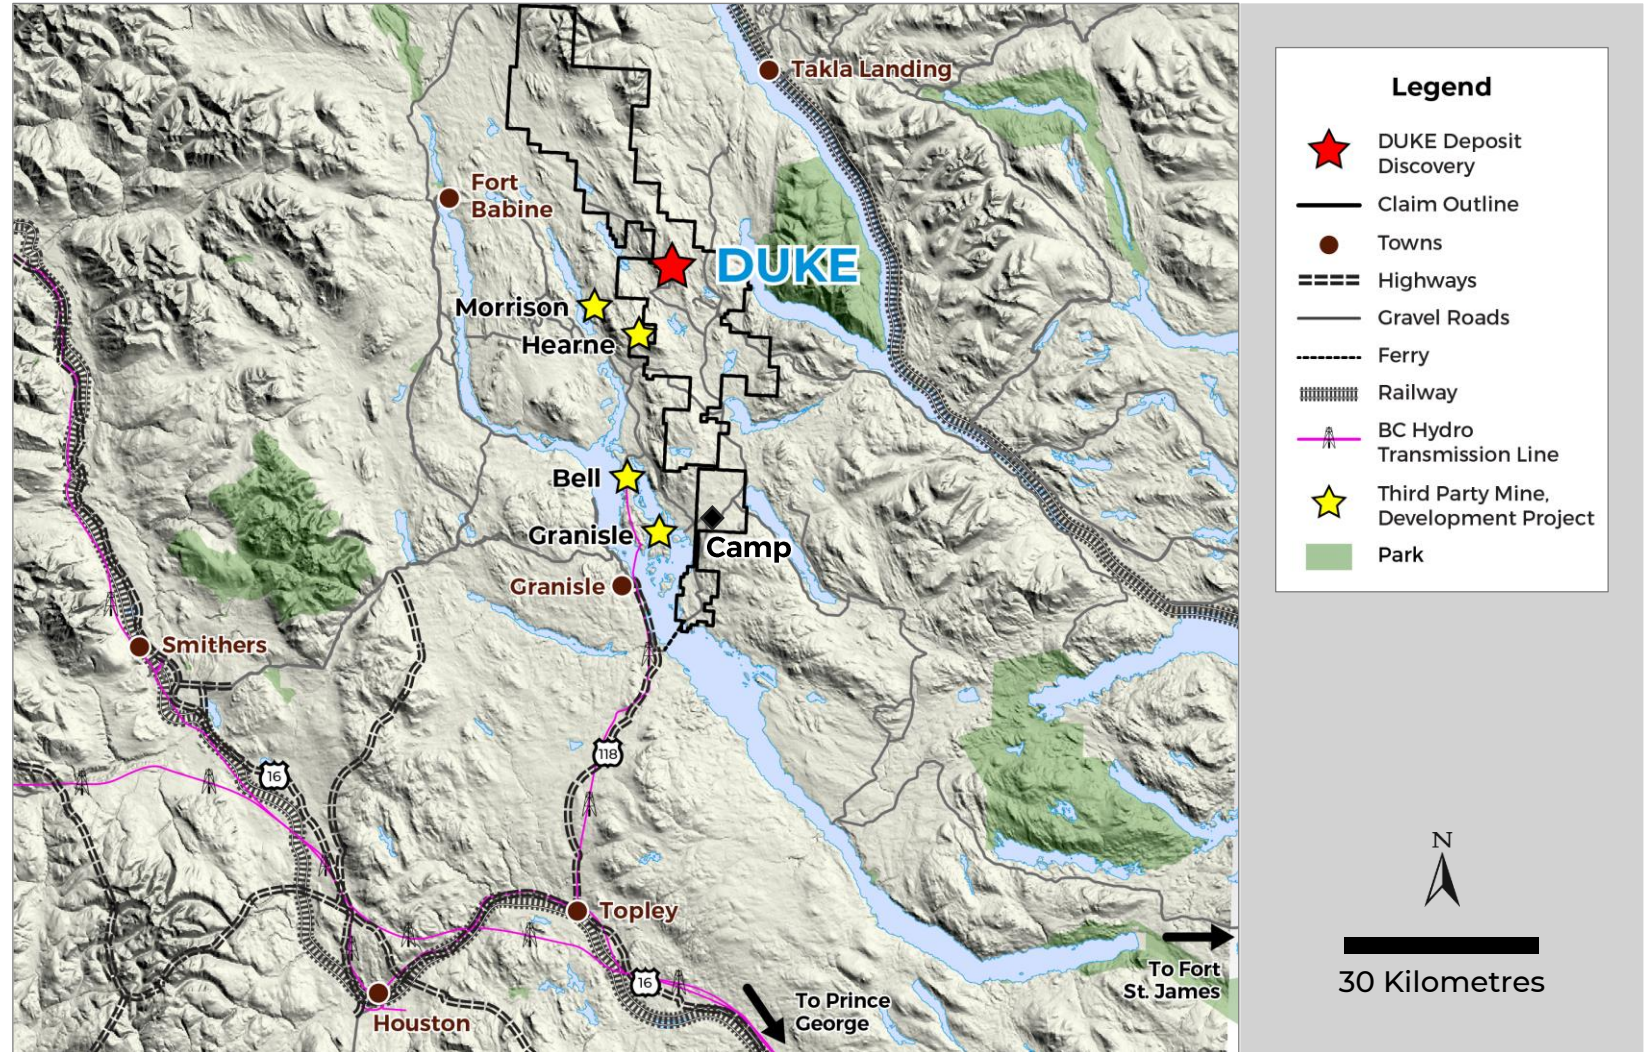 Takla Landing
Fort
Babine
DUKE
Morrison
Hearne
Bell
Granisle
Camp
Granisle
Smithers
118
16
Topley
16
To Fort
St. James
To Prince
George
Houston
Legend
DUKE Deposit
Discovery
Claim Outline
Towns
Highways
Gravel Roads
Ferry
Railway
BC Hydro
Transmission Line
Third Party Mine,
Development Project
Park
N
30 Kilometres